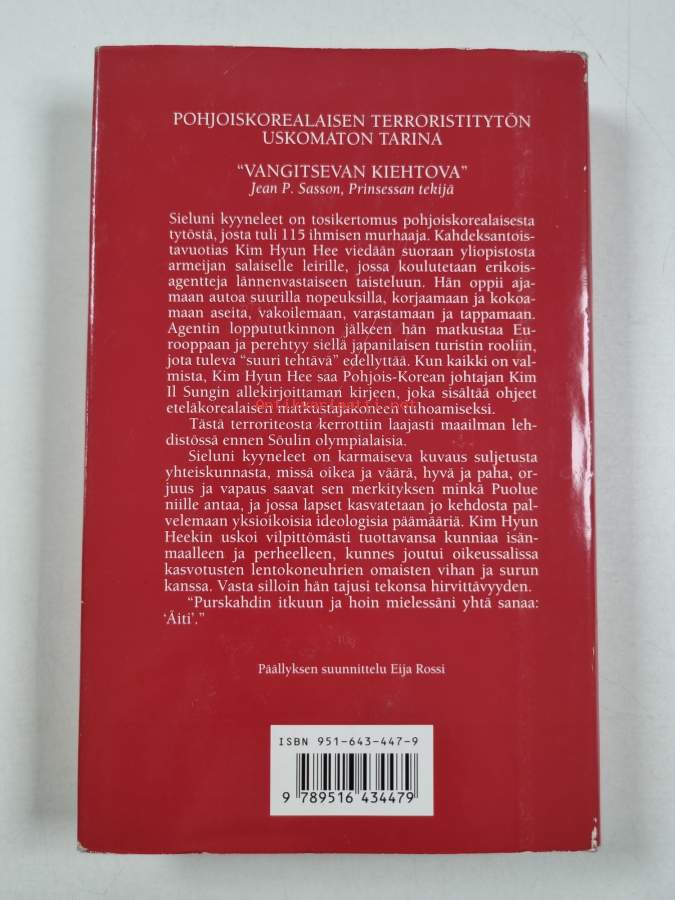 POHJOISKOREALAISEN TERRORISTITYTÖN
USKOMATON TARINA
“VANGITSEVAN KIEHTOVA”
Jean P. Sasson, Prinsessan tekijä
Sieluni kyyneleet on tosikertomus pohjoiskorealaisesta
tytöstä, josta tuli 115 ihmisen murhaaja. Kahdeksantois-
tavuotias Kim Hyun Hee viedään suoraan yliopistosta
armeijan salaiselle leirille, jossa koulutetaan erikois-
agentteja lännenvastaiseen taisteluun. Hän oppii aja-
maan autoa suurilla nopeuksilla, korjaamaan ja kokoa-
maan aseita, vakoilemaan, varastamaan ja tappamaan.
Agentin loppututkinnon jälkeen hän matkustaa Eu-
rooppaan ja perehtyy siellä japanilaisen turistin rooliin,
jota tuleva “suuri tehtävä” edellyttää. Kun kaikki on val-
mista, Kim Hyun Hee saa Pohjois-Korean johtajan Kim
Il Sungin allekirjoittaman kirjeen, joka sisältää ohjeet
eteläkorealaisen matkustajakoneen tuhoamiseksi.
antikvariaatti.net
Tästä terroriteosta kerrottiin laajasti maailman leh-
distössä ennen Söulin olympialaisia.
Sieluni kyyneleet on karmaiseva kuvaus suljetusta
yhteiskunnasta, missä oikea ja väärä, hyvä ja paha, or-
juus ja vapaus saavat sen merkityksen minkä Puolue
niille antaa, ja jossa lapset kasvatetaan jo kehdosta pal-
velemaan yksioikoisia ideologisia päämääriä. Kim Hyun
Heekin uskoi vilpittömästi tuottavansa kunniaa isän-
maalleen ja perheelleen, kunnes joutui oikeussalissa
kasvotusten lentokoneuhrien omaisten vihan ja surun
kanssa. Vasta silloin hän tajusi tekonsa hirvittävyyden.
“Purskahdin itkuun ja hoin mielessäni yhtä sanaa:
‘Äiti’.”
Päällyksen suunnittelu Eija Rossi
ISBN 951-643-447-9
9 789516 434479